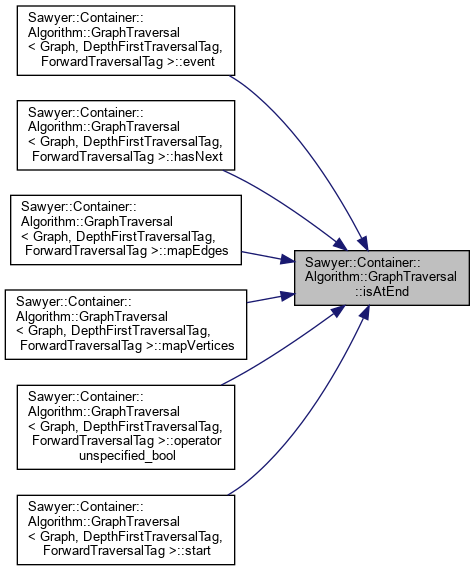 Sawyer::Container::
Algorithm::GraphTraversal
< Graph, DepthFirstTraversalTag,
ForwardTraversalTag >::event
Sawyer::Container::
Algorithm::GraphTraversal
< Graph, DepthFirstTraversalTag,
ForwardTraversalTag >::hasNext
Sawyer::Container::
Algorithm::GraphTraversal
< Graph, DepthFirstTraversalTag,
ForwardTraversalTag >::mapEdges
Sawyer::Container::
Algorithm::GraphTraversal
::isAtEnd
Sawyer::Container::
Algorithm::GraphTraversal
< Graph, DepthFirstTraversalTag,
ForwardTraversalTag >::mapVertices
Sawyer::Container::
Algorithm::GraphTraversal
< Graph, DepthFirstTraversalTag,
ForwardTraversalTag >::operator
unspecified_bool
Sawyer::Container::
Algorithm::GraphTraversal
< Graph, DepthFirstTraversalTag,
ForwardTraversalTag >::start